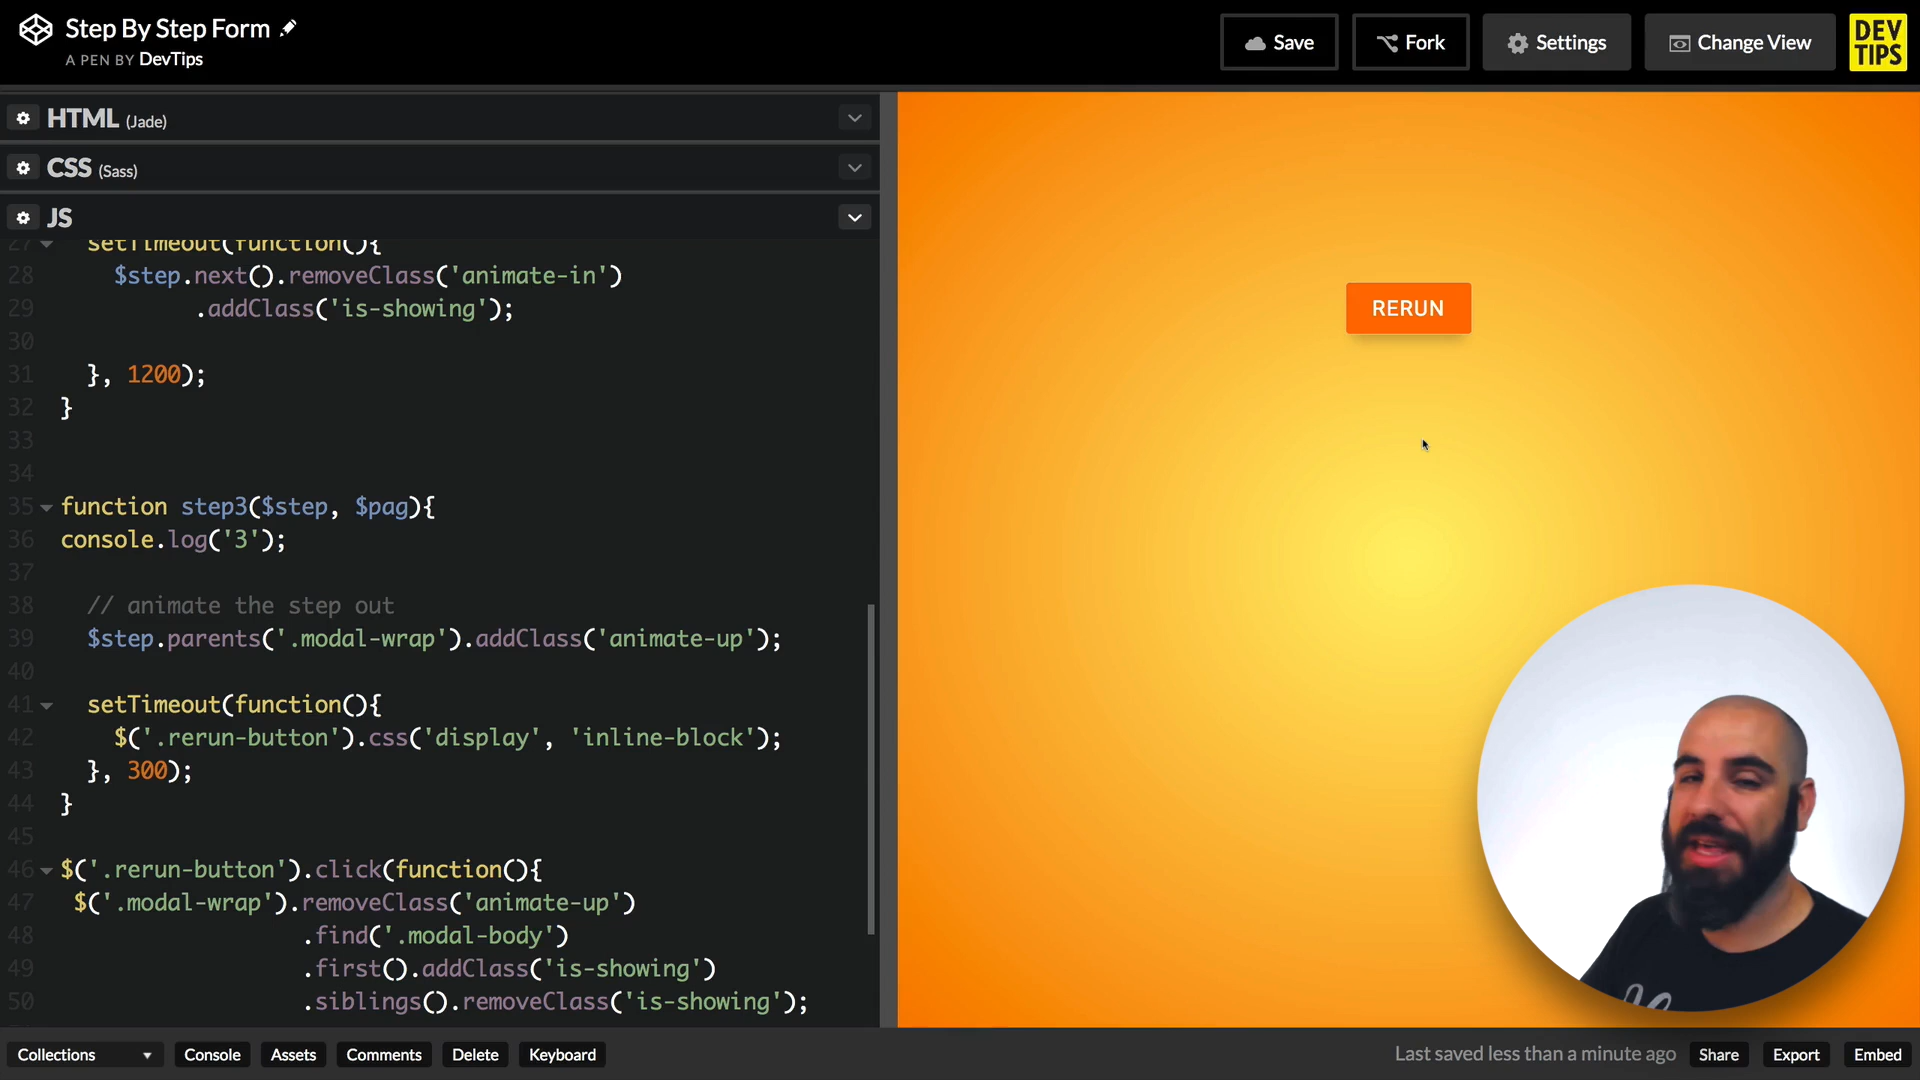 Step By Step Form
A PEN BY DevTips
Save
Fork
Settings
Change View
DEV
TIPS
HTML (Jade)
CSS (Sass)
JS
27 setTimeout(function(){
28 $step.next().removeClass('animate-in')
29 .addClass('is-showing');
30
31 }, 1200);
32 }
33
34
35 function step3($step, $pag){
36 console.log('3');
37
38 // animate the step out
39 $step.parents('.modal-wrap').addClass('animate-up');
40
41 setTimeout(function(){
42 $('.rerun-button').css('display', 'inline-block');
43 }, 300);
44 }
45
46 $('.rerun-button').click(function(){
47 $('.modal-wrap').removeClass('animate-up')
48 .find('.modal-body')
49 .first().addClass('is-showing')
50 .siblings().removeClass('is-showing');
RERUN
Collections
Console
Assets
Comments
Delete
Keyboard
Last saved less than a minute ago
Share
Export
Embed